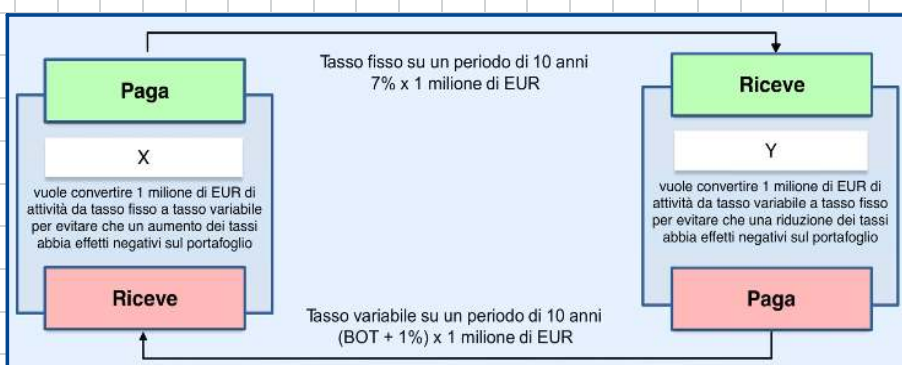 Tasso fisso su un periodo di 10 anni
7% x 1 milione di EUR
Paga
X
vuole convertire 1 milione di EUR di
attività da tasso fisso a tasso variabile
per evitare che un aumento dei tassi
abbia effetti negativi sul portafoglio
Riceve
Riceve
Y
vuole convertire 1 milione di EUR di
attività da tasso variabile a tasso fisso
per evitare che una riduzione dei tassi
abbia effetti negativi sul portafoglio
Paga
Tasso variabile su un periodo di 10 anni
(BOT + 1%) x 1 milione di EUR